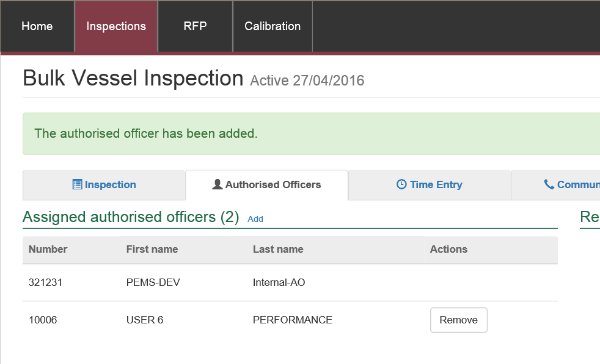 Home Inspections RFP Calibration
Bulk Vessel Inspection Active 27/04/2016
The authorised officer has been added.
Inspection Authorised Officers Time Entry Commun
Assigned authorised officers (2) Add Re
Number First name Last name Actions
321231 PEMS-DEV Internal-AO
10006 USER 6 PERFORMANCE Remove